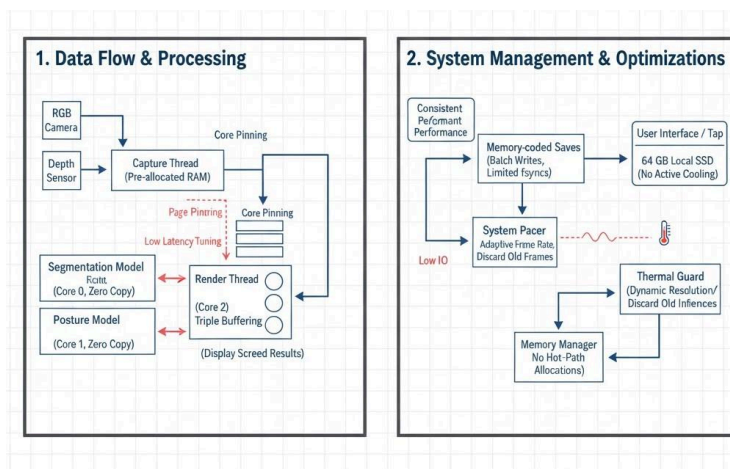 1. Data Flow & Processing
RGB
Camera
Depth
Sensor
Capture Thread
(Pre-allocated RAM)
Core Pinning
Page Pintring
Core Pinning
Low Latency Tuning
Segmentation Model
(Core 0, Zero Copy)
Posture Model
(Core 1, Zero Copy)
Render Thread
(Core 2)
Triple Buffering
(Display Screed Results)
2. System Management & Optimizations
Consistent
Performance
Memory-coded Saves
(Balch Writes,
Limited fsyncs)
User Interface / Tap
64 GB Local SSD
(No Active Cooling)
System Pacer
Adaptive Frme Rate,
Discard Old Frames
Low IO
Thermal Guard
(Dynamic Resolution/
Discard Old Infiences
Memory Manager
No Hot-Path
Allocations)